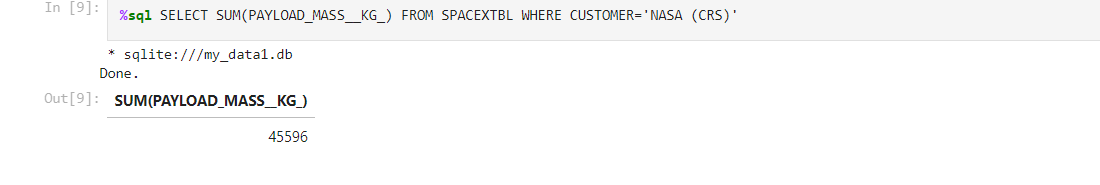 In [9]: %sql SELECT SUM(PAYLOAD_MASS__KG_) FROM SPACEXTBL WHERE CUSTOMER='NASA (CRS)'
* sqlite:///my_data1.db
Done.
Out[9]: SUM(PAYLOAD_MASS__KG_)
45596